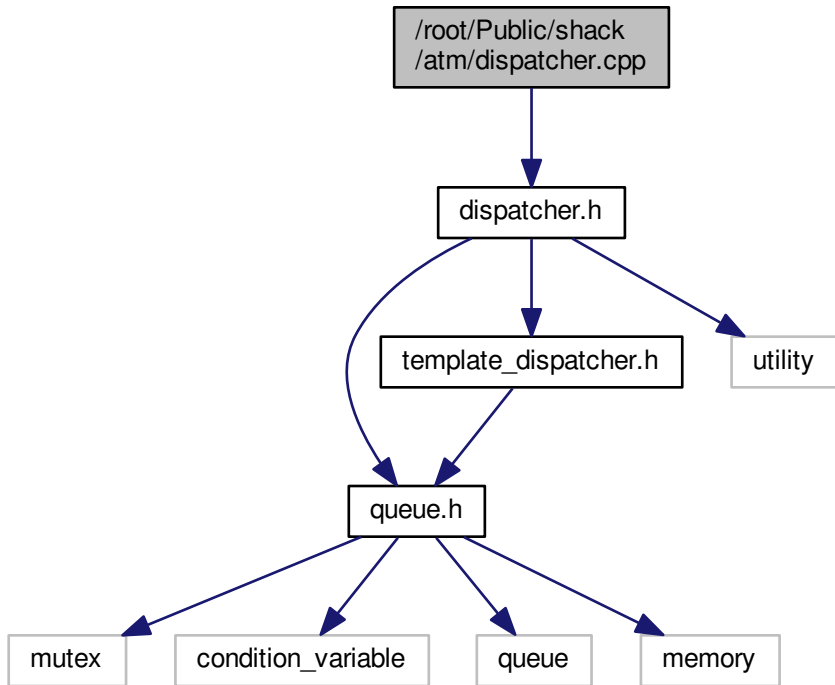 /root/Public/shack
/atm/dispatcher.cpp
dispatcher.h
template_dispatcher.h
utility
queue.h
mutex
condition_variable
queue
memory